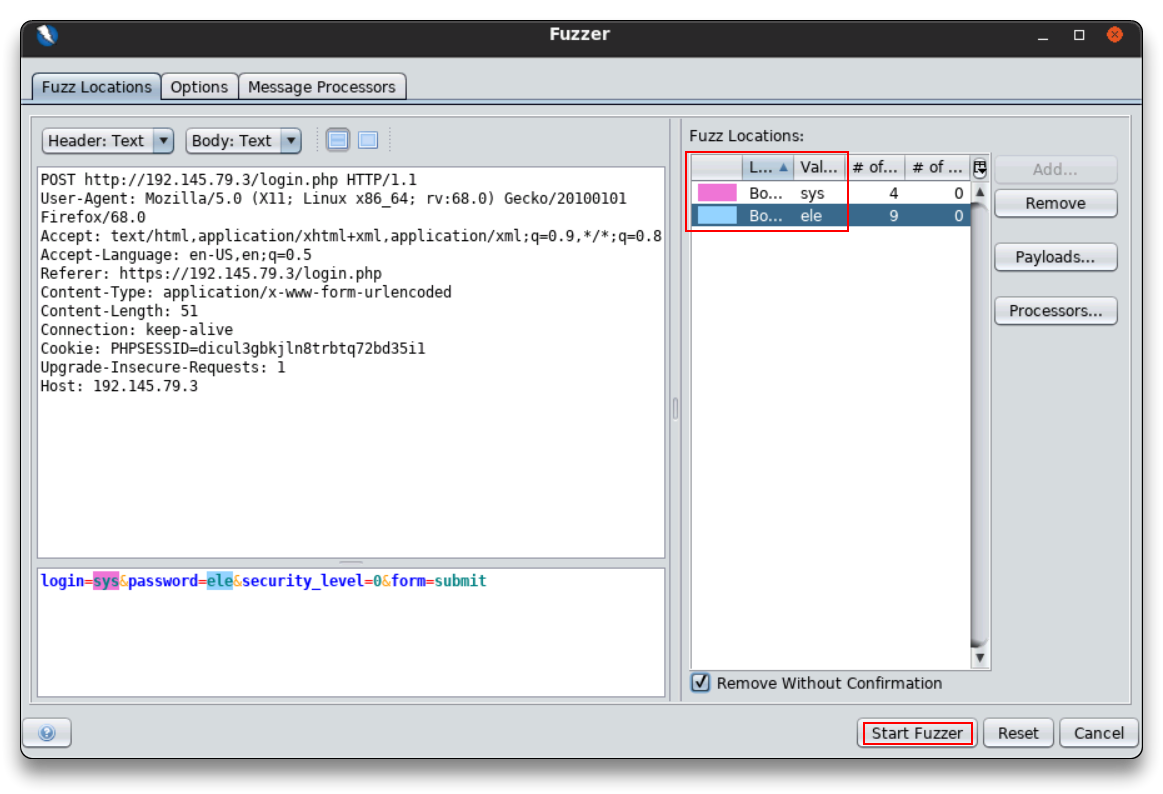 Fuzzer
Fuzz Locations Options Message Processors
Header: Text Body: Text
POST http://192.145.79.3/login.php HTTP/1.1
User-Agent: Mozilla/5.0 (X11; Linux x86_64; rv:68.0) Gecko/20100101
Firefox/68.0
Accept: text/html,application/xhtml+xml,application/xml;q=0.9,*/*;q=0.8
Accept-Language: en-US,en;q=0.5
Referer: https://192.145.79.3/login.php
Content-Type: application/x-www-form-urlencoded
Content-Length: 51
Connection: keep-alive
Cookie: PHPSESSID=dicul3gbkjln8trbtq72bd35i1
Upgrade-Insecure-Requests: 1
Host: 192.145.79.3
login=sys&password=ele&security_level=0&form=submit
Fuzz Locations:
L... Val... # of... # of ...
Bo... sys 4 0
Bo... ele 9 0
Add...
Remove
Payloads...
Processors...
Remove Without Confirmation
Start Fuzzer Reset Cancel